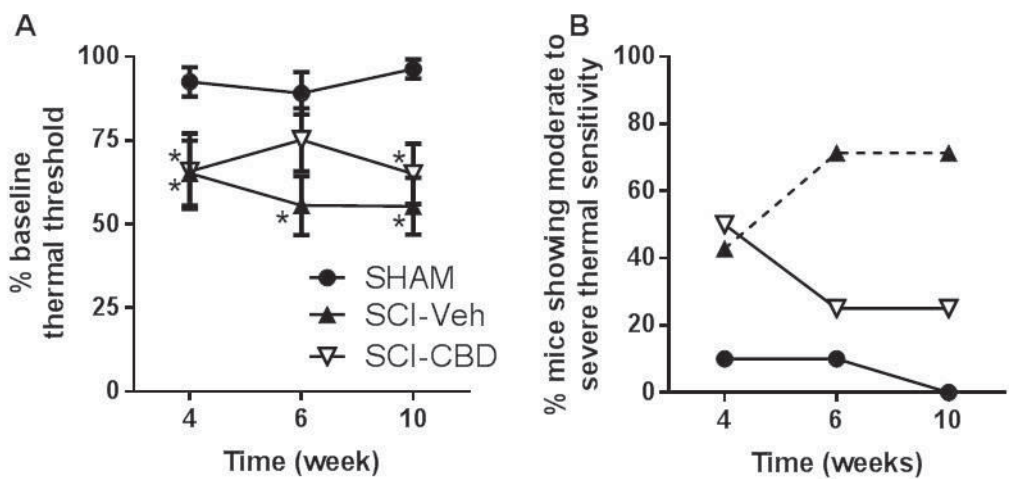 A
% baseline
thermal threshold
100
75
50
25
0
*
*
*
*
*
SHAM
SCI-Veh
SCI-CBD
4
6
10
Time (week)
B
% mice showing moderate to
severe thermal sensitivity
100
80
60
40
20
0
4
6
10
Time (weeks)